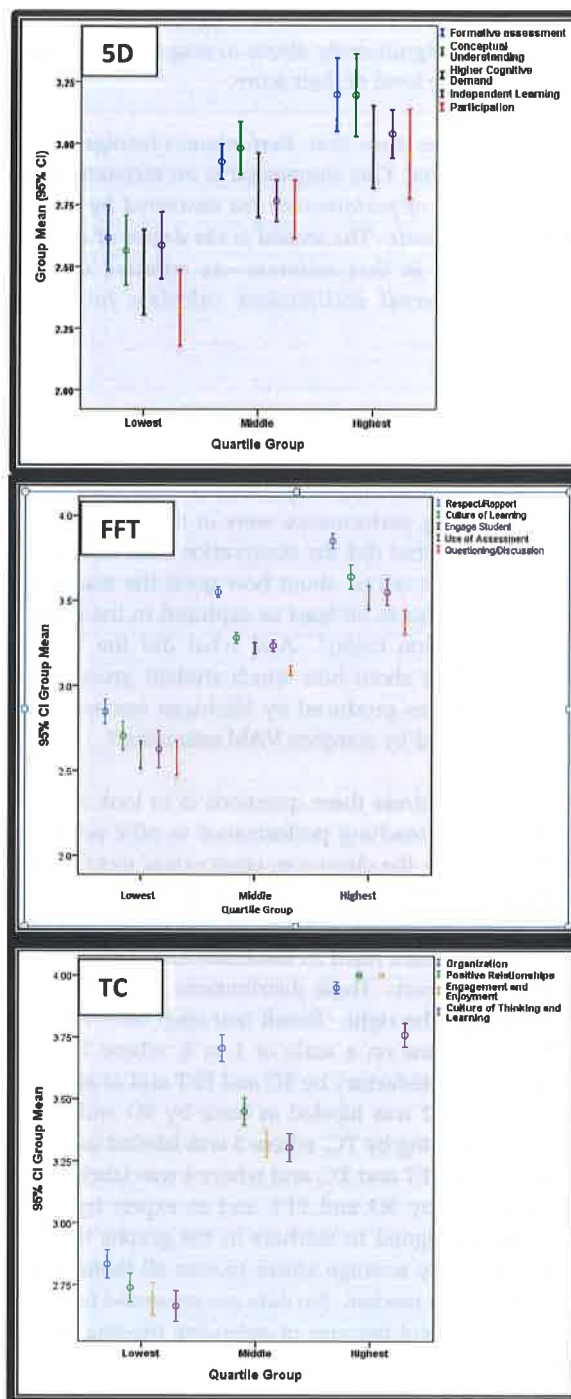 5D
Formative assessment
Conceptual
Understanding
Higher Cognitive
Demand
Independent Learning
Participation
Group Mean (95% CI)
3.25
3.00
2.75
2.50
2.25
2.00
Lowest
Middle
Highest
Quartile Group
FFT
Respect/Rapport
Culture of Learning
Engage Student
Use of Assessment
Questioning/Discussion
95% CI Group Mean
4.0
3.5
3.0
2.5
2.0
Lowest
Middle
Highest
Quartile Group
TC
Organization
Positive Relationships
Engagement and
Enjoyment
Culture of Thinking and
Learning
95% CI Group Mean
4.00
3.75
3.50
3.25
3.00
2.75
Lowest
Middle
Highest
Quartile Group